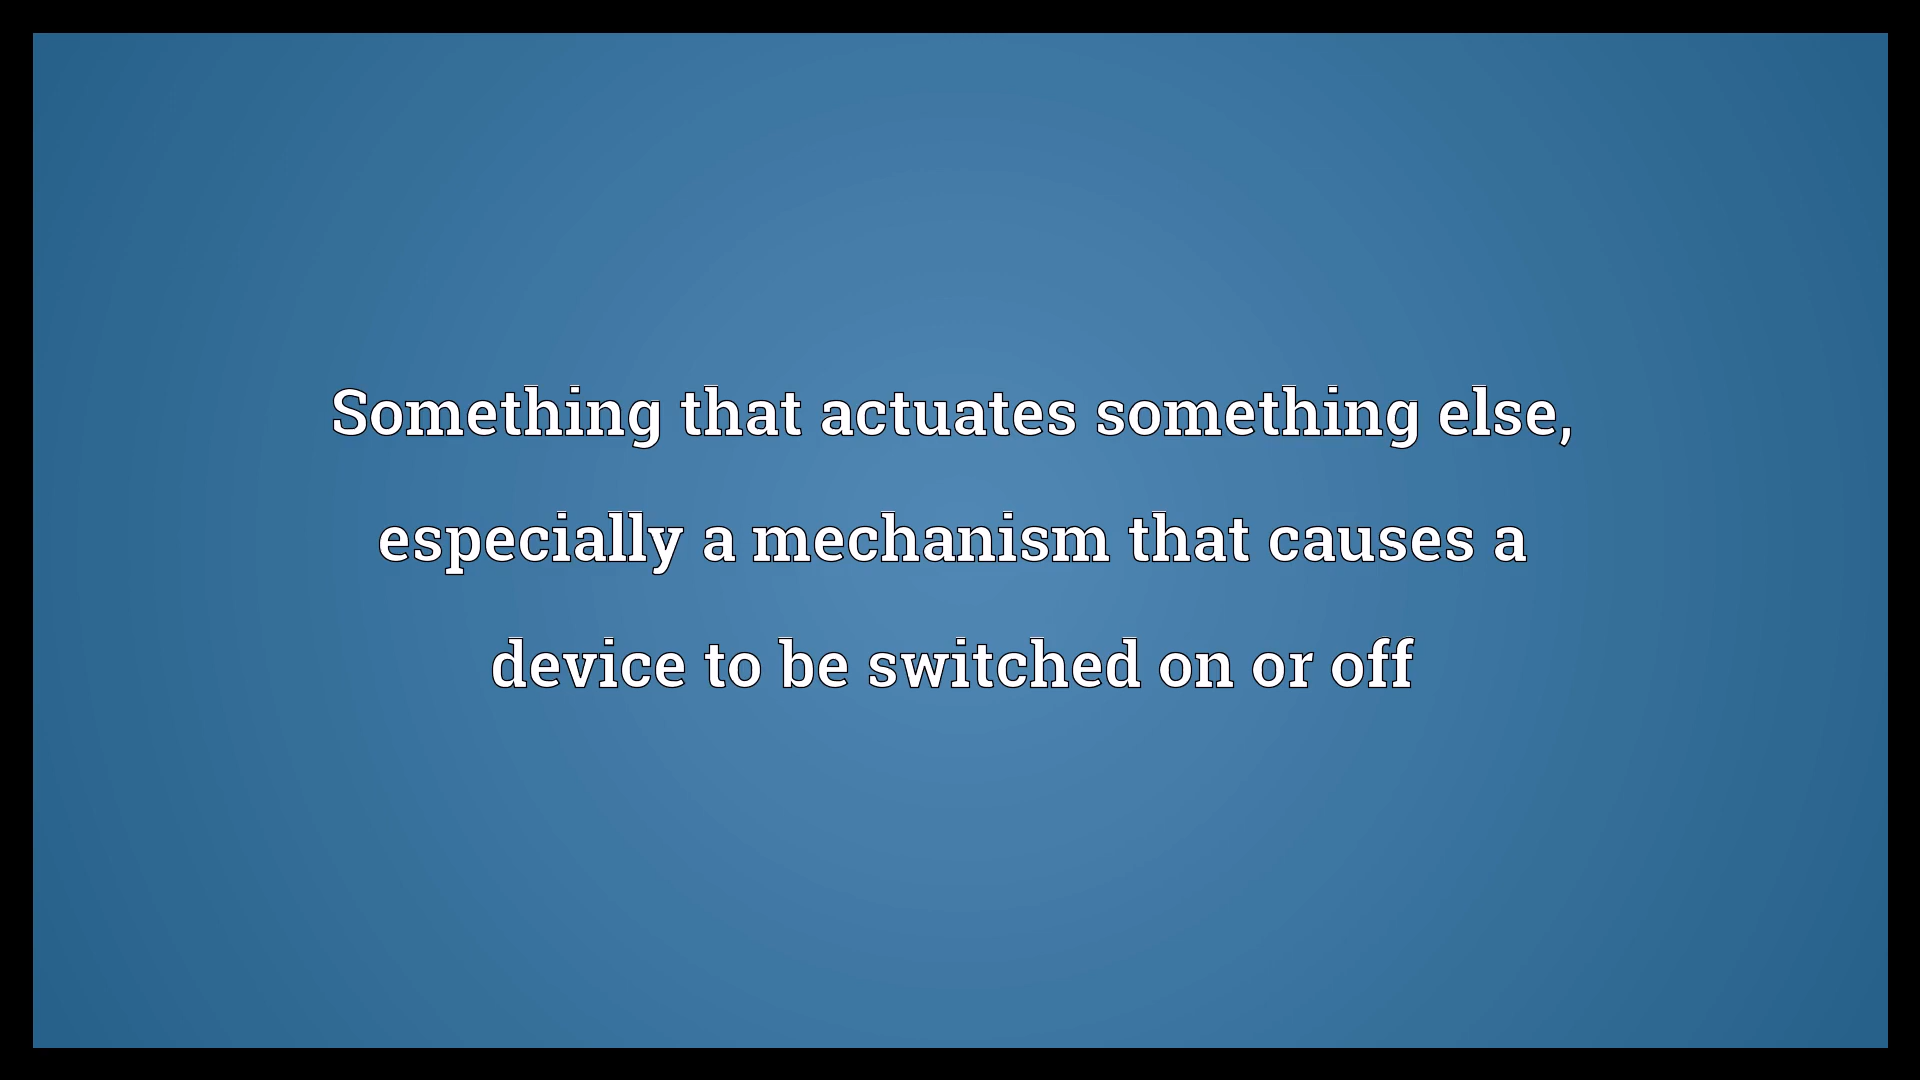 Something that actuates something else,
especially a mechanism that causes a
device to be switched on or off